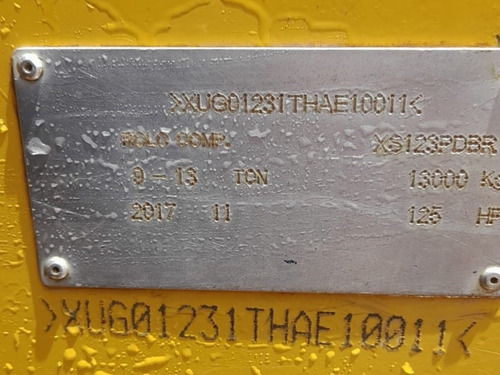 >XUG01231THAE10011<
ROLO COMP. XS123PDBR
9-13 TON 13000 KG
2017 11 125 HP
>XUG01231THAE10011<